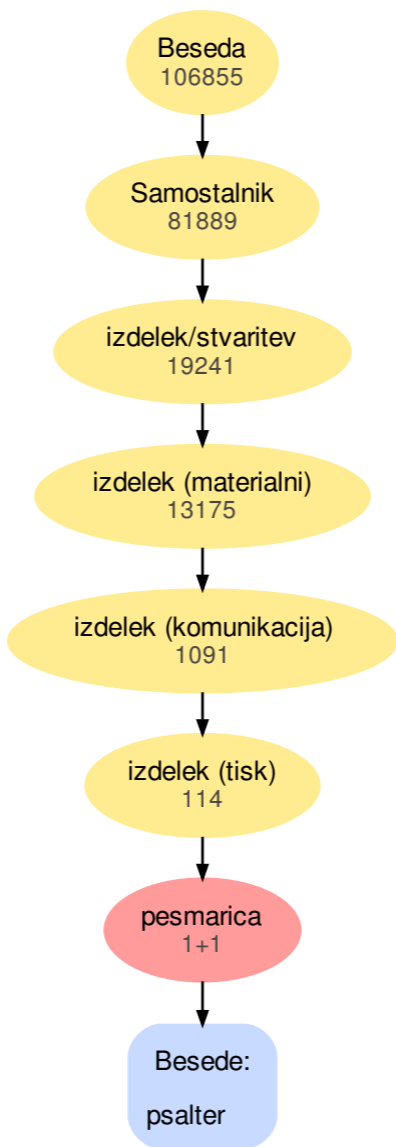 Beseda
106855
Samostalnik
81889
izdelek/stvaritev
19241
izdelek (materialni)
13175
izdelek (komunikacija)
1091
izdelek (tisk)
114
pesmarica
1+1
Besede:
psalter